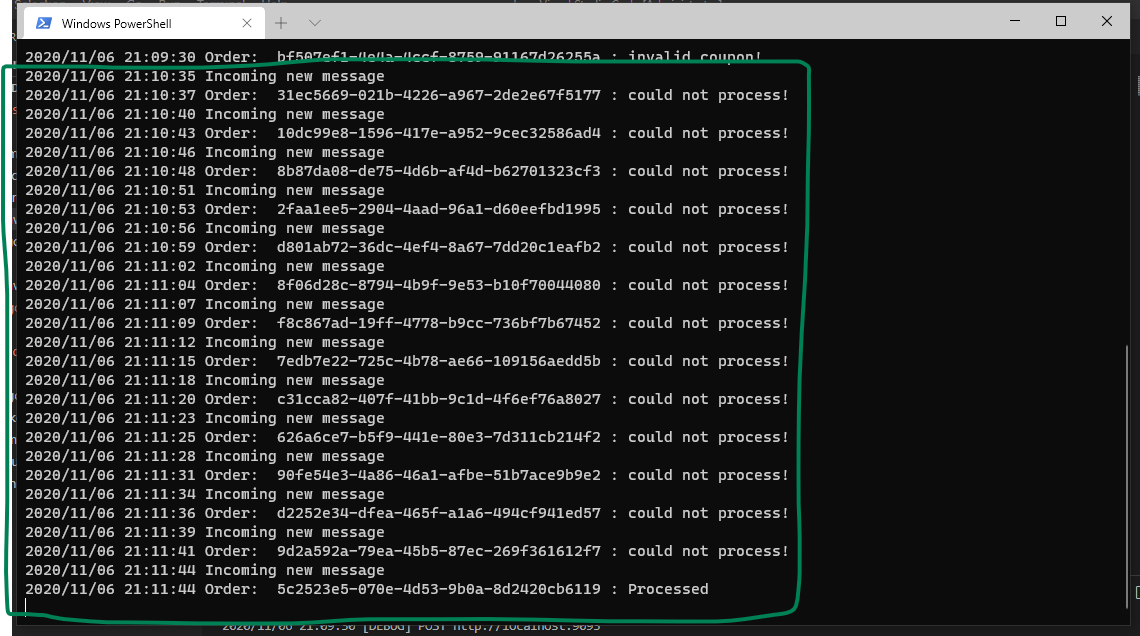 Windows PowerShell
2020/11/06 21:09:30 Order:  bf507ef1-4e4a-4ccf-8759-91167d26255a : invalid coupon!
2020/11/06 21:10:35 Incoming new message
2020/11/06 21:10:37 Order:  31ec5669-021b-4226-a967-2de2e67f5177 : could not process!
2020/11/06 21:10:40 Incoming new message
2020/11/06 21:10:43 Order:  10dc99e8-1596-417e-a952-9cec32586ad4 : could not process!
2020/11/06 21:10:46 Incoming new message
2020/11/06 21:10:48 Order:  8b87da08-de75-4d6b-af4d-b62701323cf3 : could not process!
2020/11/06 21:10:51 Incoming new message
2020/11/06 21:10:53 Order:  2faa1ee5-2904-4aad-96a1-d60eefbd1995 : could not process!
2020/11/06 21:10:56 Incoming new message
2020/11/06 21:10:59 Order:  d801ab72-36dc-4ef4-8a67-7dd20c1eafb2 : could not process!
2020/11/06 21:11:02 Incoming new message
2020/11/06 21:11:04 Order:  8f06d28c-8794-4b9f-9e53-b10f70044080 : could not process!
2020/11/06 21:11:07 Incoming new message
2020/11/06 21:11:09 Order:  f8c867ad-19ff-4778-b9cc-736bf7b67452 : could not process!
2020/11/06 21:11:12 Incoming new message
2020/11/06 21:11:15 Order:  7edb7e22-725c-4b78-ae66-109156aedd5b : could not process!
2020/11/06 21:11:18 Incoming new message
2020/11/06 21:11:20 Order:  c31cca82-407f-41bb-9c1d-4f6ef76a8027 : could not process!
2020/11/06 21:11:23 Incoming new message
2020/11/06 21:11:25 Order:  626a6ce7-b5f9-441e-80e3-7d311cb214f2 : could not process!
2020/11/06 21:11:28 Incoming new message
2020/11/06 21:11:31 Order:  90fe54e3-4a86-46a1-afbe-51b7ace9b9e2 : could not process!
2020/11/06 21:11:34 Incoming new message
2020/11/06 21:11:36 Order:  d2252e34-dfea-465f-a1a6-494cf941ed57 : could not process!
2020/11/06 21:11:39 Incoming new message
2020/11/06 21:11:41 Order:  9d2a592a-79ea-45b5-87ec-269f361612f7 : could not process!
2020/11/06 21:11:44 Incoming new message
2020/11/06 21:11:44 Order:  5c2523e5-070e-4d53-9b0a-8d2420cb6119 : Processed
2020/11/06 21:09:30 [DEBUG] POST http://localhost:9093